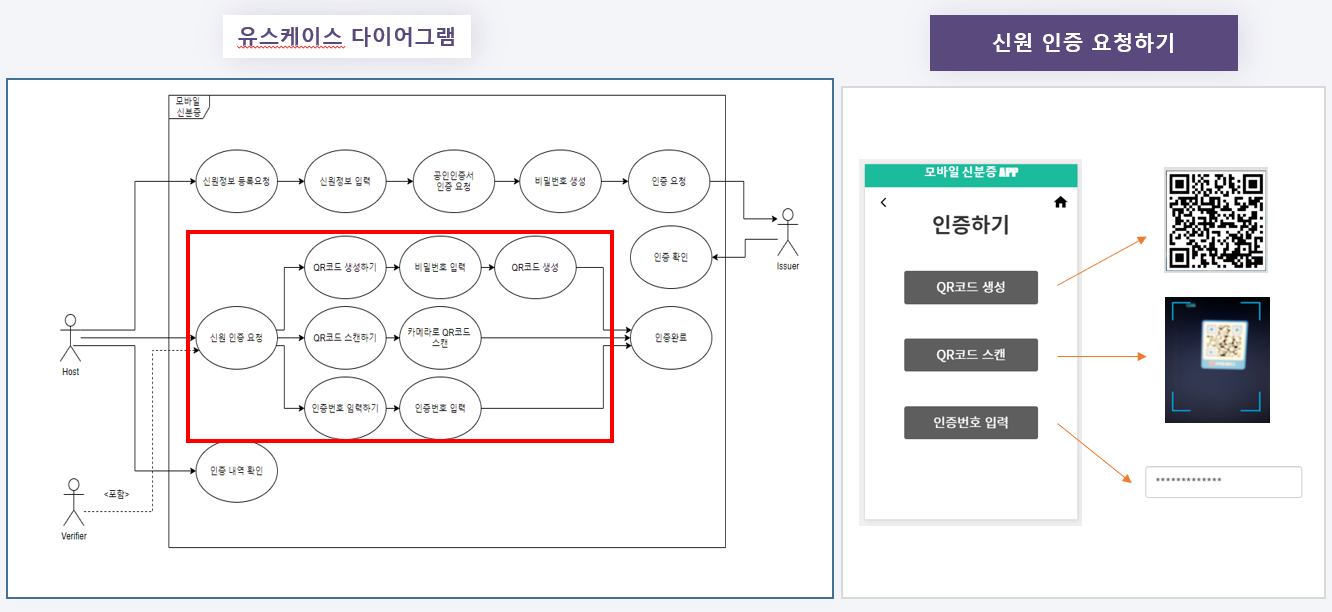 유스케이스 다이어그램
신원 인증 요청하기
모바일
신분증
신원정보 등록요청
신원정보 입력
공인인증서
인증 요청
비밀번호 생성
인증 요청
Issuer
인증 확인
QR코드 생성하기
비밀번호 입력
QR코드 생성
Host
신원 인증 요청
QR코드 스캔하기
카메라로 QR코드
스캔
인증완료
인증번호 입력하기
인증번호 입력
인증 내역 확인
<포함>
Verifier
모바일 신분증 APP
인증하기
QR코드 생성
QR코드 스캔
인증번호 입력
*************